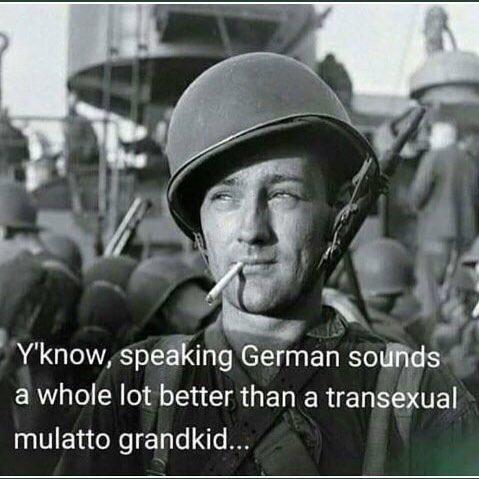 Y'know, speaking German sounds
a whole lot better than a transexual
mulatto grandkid...